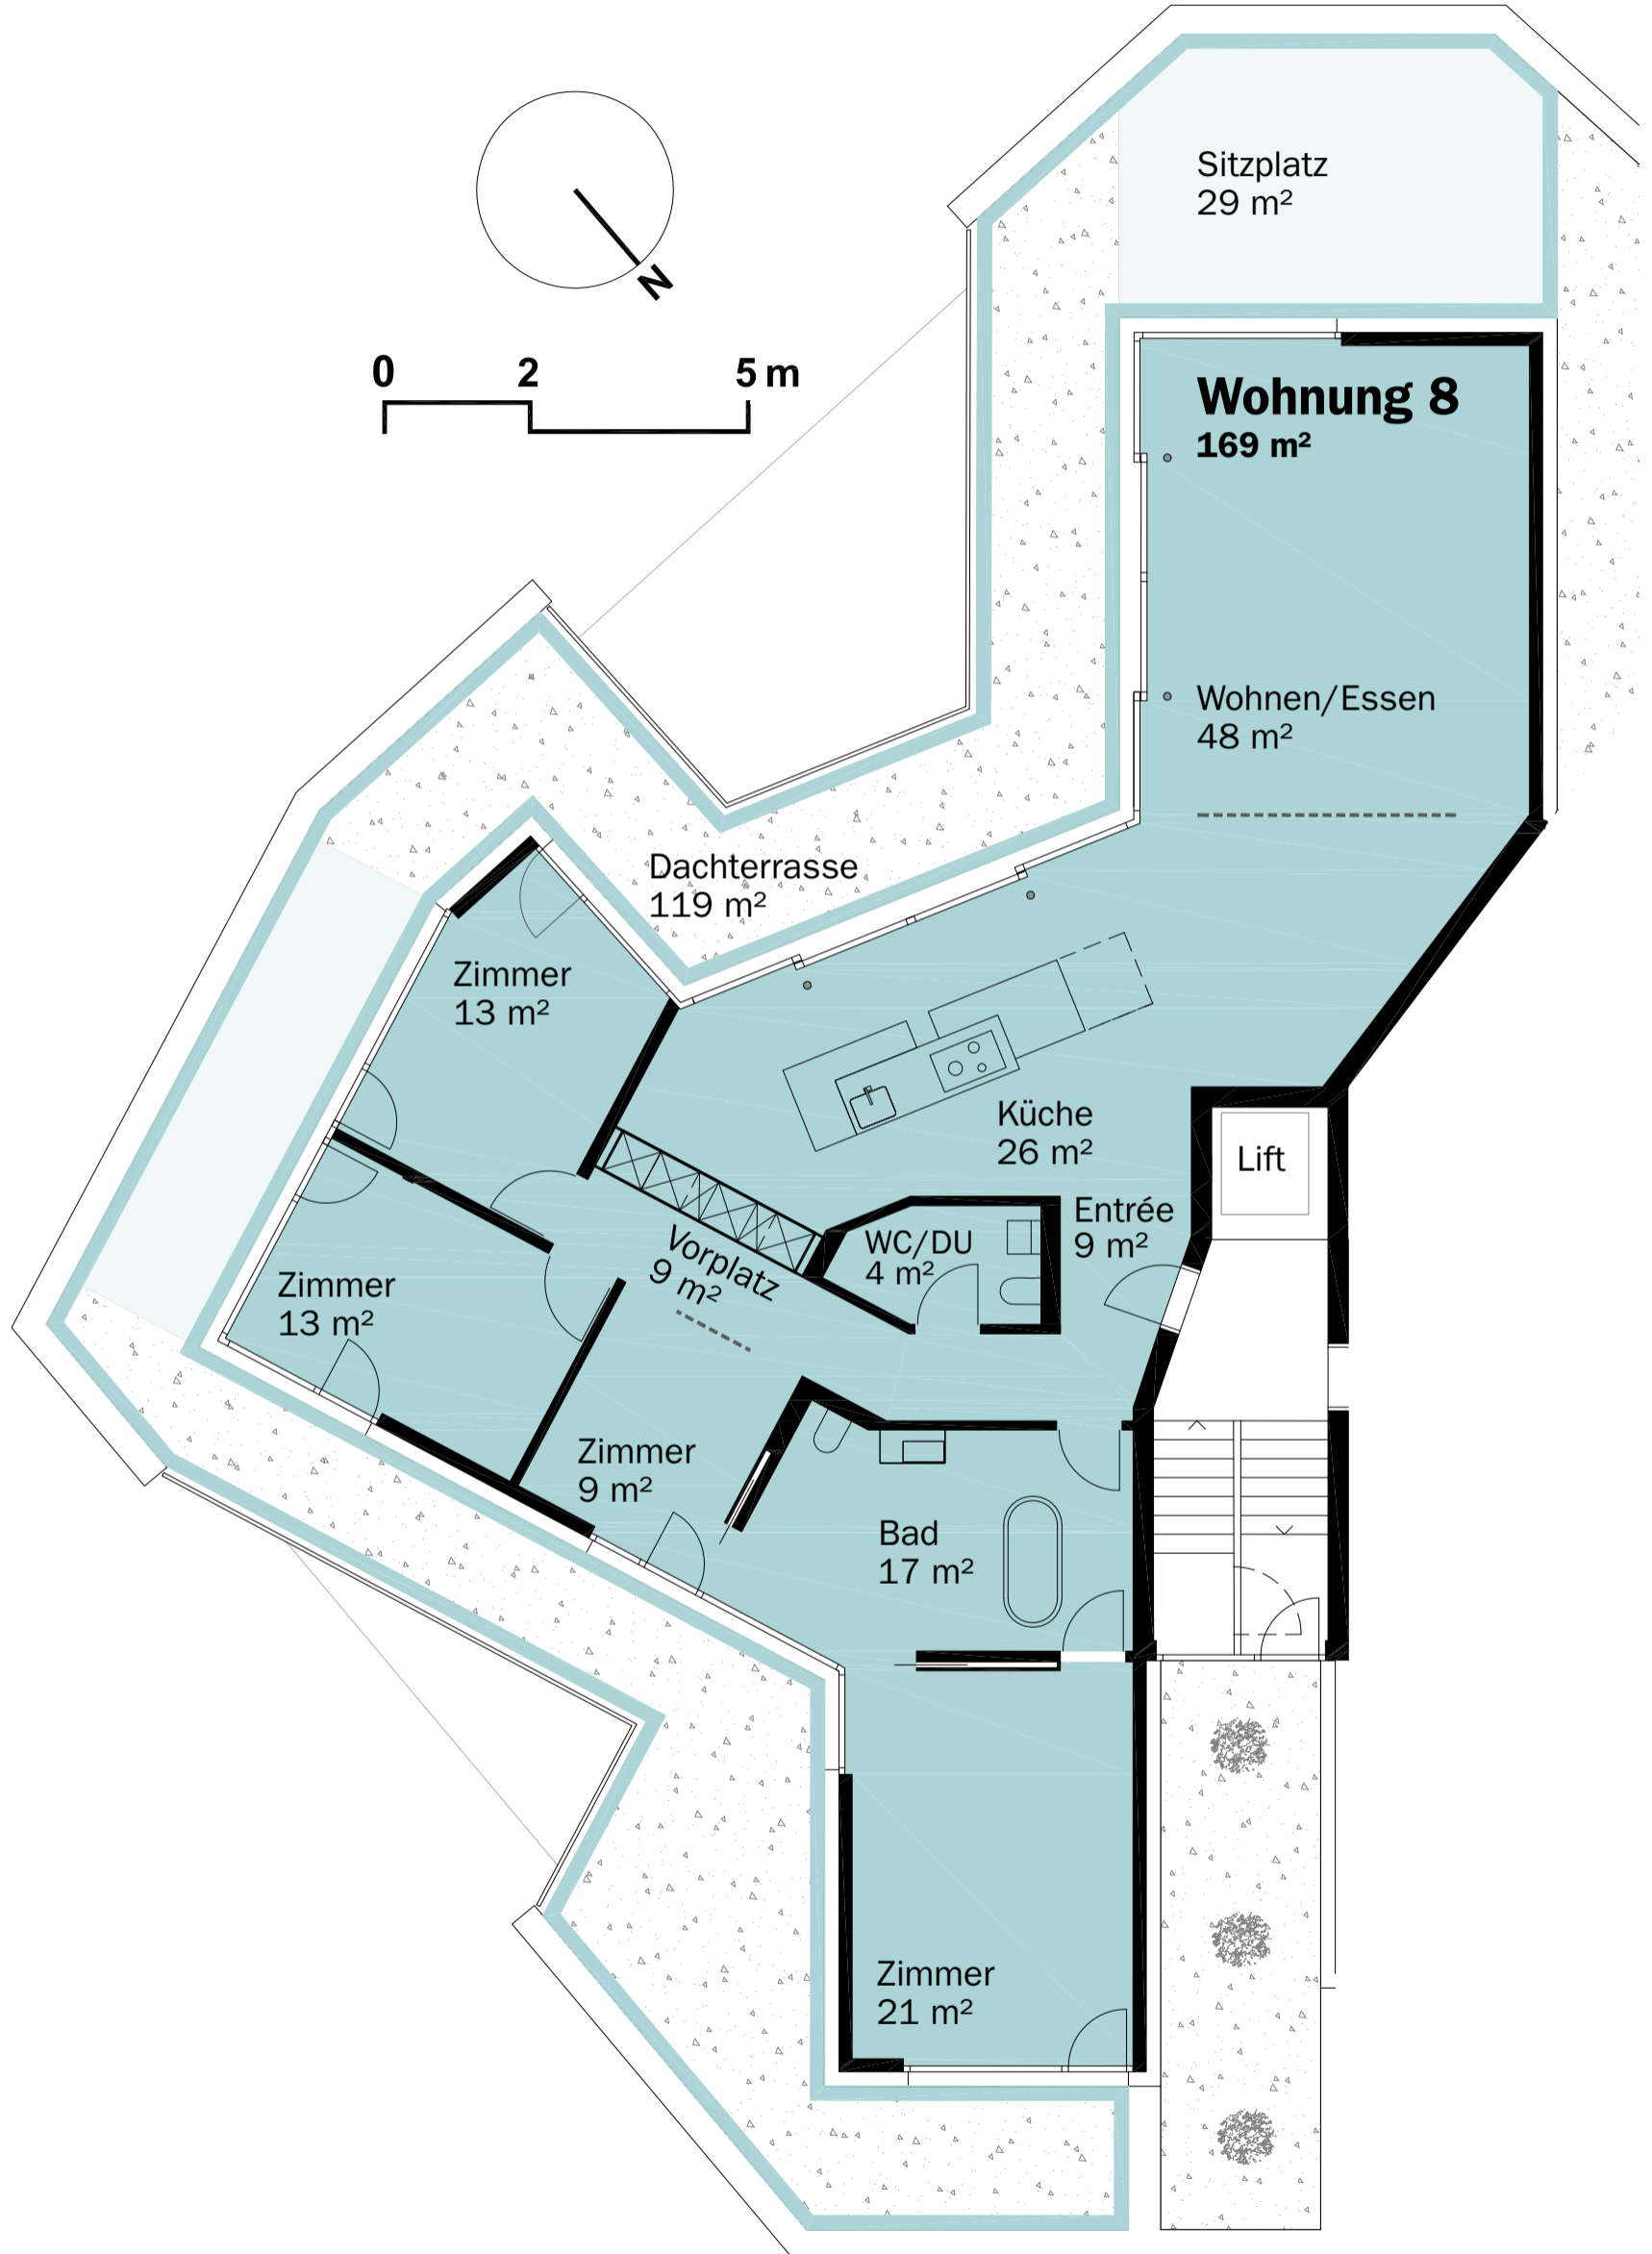 Sitzplatz
29 m²
N
0 2 5 m
Wohnung 8
169 m²
Wohnen/Essen
48 m²
Dachterrasse
119 m²
Zimmer
13 m²
Küche
26 m²
Lift
Entrée
9 m²
WC/DU
4 m²
Vorplatz
9 m²
Zimmer
13 m²
Zimmer
9 m²
Bad
17 m²
Zimmer
21 m²